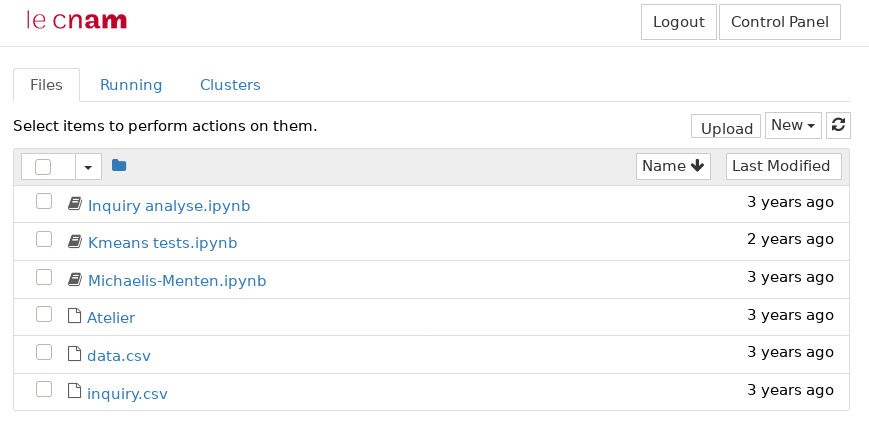 le cnam
Logout Control Panel
Files Running Clusters
Select items to perform actions on them.
Upload New
Name Last Modified
Inquiry analyse.ipynb 3 years ago
Kmeans tests.ipynb 2 years ago
Michaelis-Menten.ipynb 3 years ago
Atelier 3 years ago
data.csv 3 years ago
inquiry.csv 3 years ago